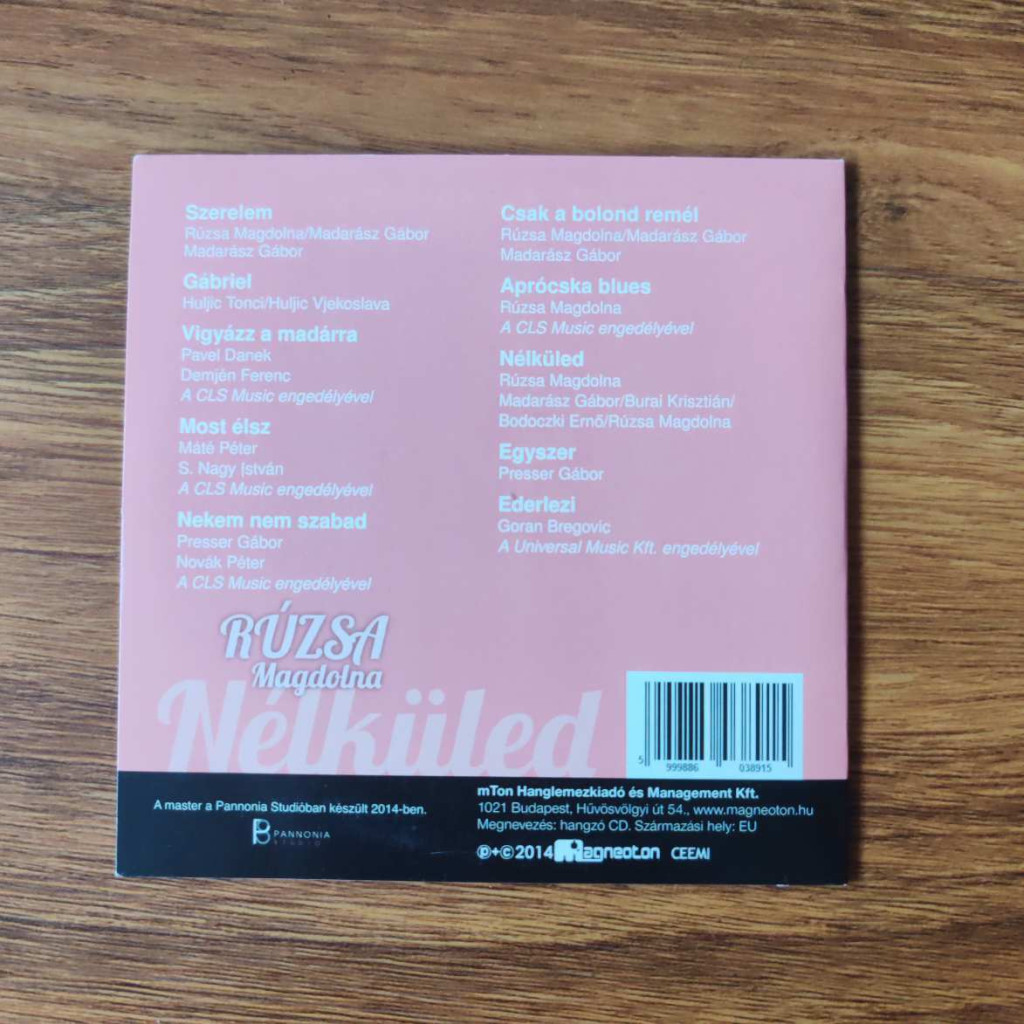 Szerelem
Rúzsa Magdolna/Madarász Gábor
Madarász Gábor
Gábriel
Huljic Tonci/Huljic Vjekoslava
Vigyázz a madárra
Pavel Danek
Demjén Ferenc
A CLS Music engedélyével
Most élsz
Máté Péter
S. Nagy István
A CLS Music engedélyével
Nekem nem szabad
Presser Gábor
Novák Péter
A CLS Music engedélyével
Csak a bolond remél
Rúzsa Magdolna/Madarász Gábor
Madarász Gábor
Aprócska blues
Rúzsa Magdolna
A CLS Music engedélyével
Nélküled
Rúzsa Magdolna
Madarász Gábor/Bural Krisztián/
Bodoczki Ernő/Rúzsa Magdolna
Egyszer
Presser Gábor
Ederlezi
Goran Bregovic
A Universal Music Kft. engedélyével
RÚZSA
Magdolna
Nélküled
5 999886 038915
A master a Pannonia Studióban készült 2014-ben.
PANNONIA
STUDIO
mTon Hanglemezkiadó és Management Kft.
1021 Budapest, Hűvösvölgyi út 54., www.magneoton.hu
Megnevezés: hangzó CD. Származási hely: EU
℗+©2014 Magneoton CEEMI